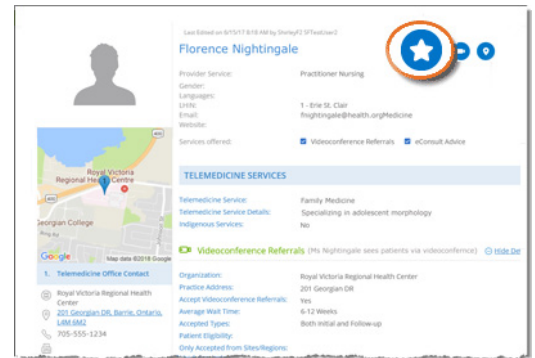 Last Edited on 8/15/17 8:18 AM by ShirleyF2 SFTestUser2
Florence Nightingale
Provider Service: Practitioner Nursing
Gender:
Languages:
LHIN: 1 - Erie St. Clair
Email: fnightingale@health.orgMedicine
Website:
Services offered: Videoconference Referrals eConsult Advice
TELEMEDICINE SERVICES
Telemedicine Service: Family Medicine
Telemedicine Service Details: Specializing in adolescent morphology
Indigenous Services: No
Videoconference Referrals (Ms Nightingale sees patients via videoconfernce) Hide Det
Organization: Royal Victoria Regional Health Center
Practice Address: 201 Georgian DR
Accept Videoconference Referrals: Yes
Average Wait Time: 6-12 Weeks
Accepted Types: Both Initial and Follow-up
Patient Eligibility:
Only Accepted from Sites/Regions:
400
Royal Victoria
Regional Health Centre
1
400
Georgian College
Google
Map data ©2018 Google
1. Telemedicine Office Contact
Royal Victoria Regional Health
Center
201 Georgian DR, Barrie, Ontario,
L4M 6M2
705-555-1234